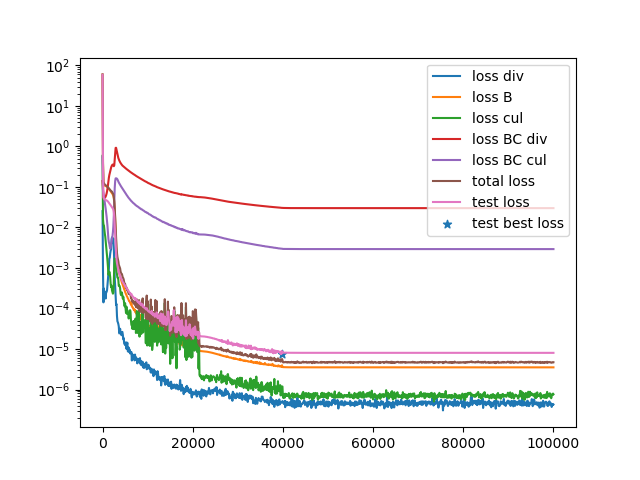 10²
10¹
10⁰
10⁻¹
10⁻²
10⁻³
10⁻⁴
10⁻⁵
10⁻⁶
0 20000 40000 60000 80000 100000
loss div
loss B
loss cul
loss BC div
loss BC cul
total loss
test loss
test best loss